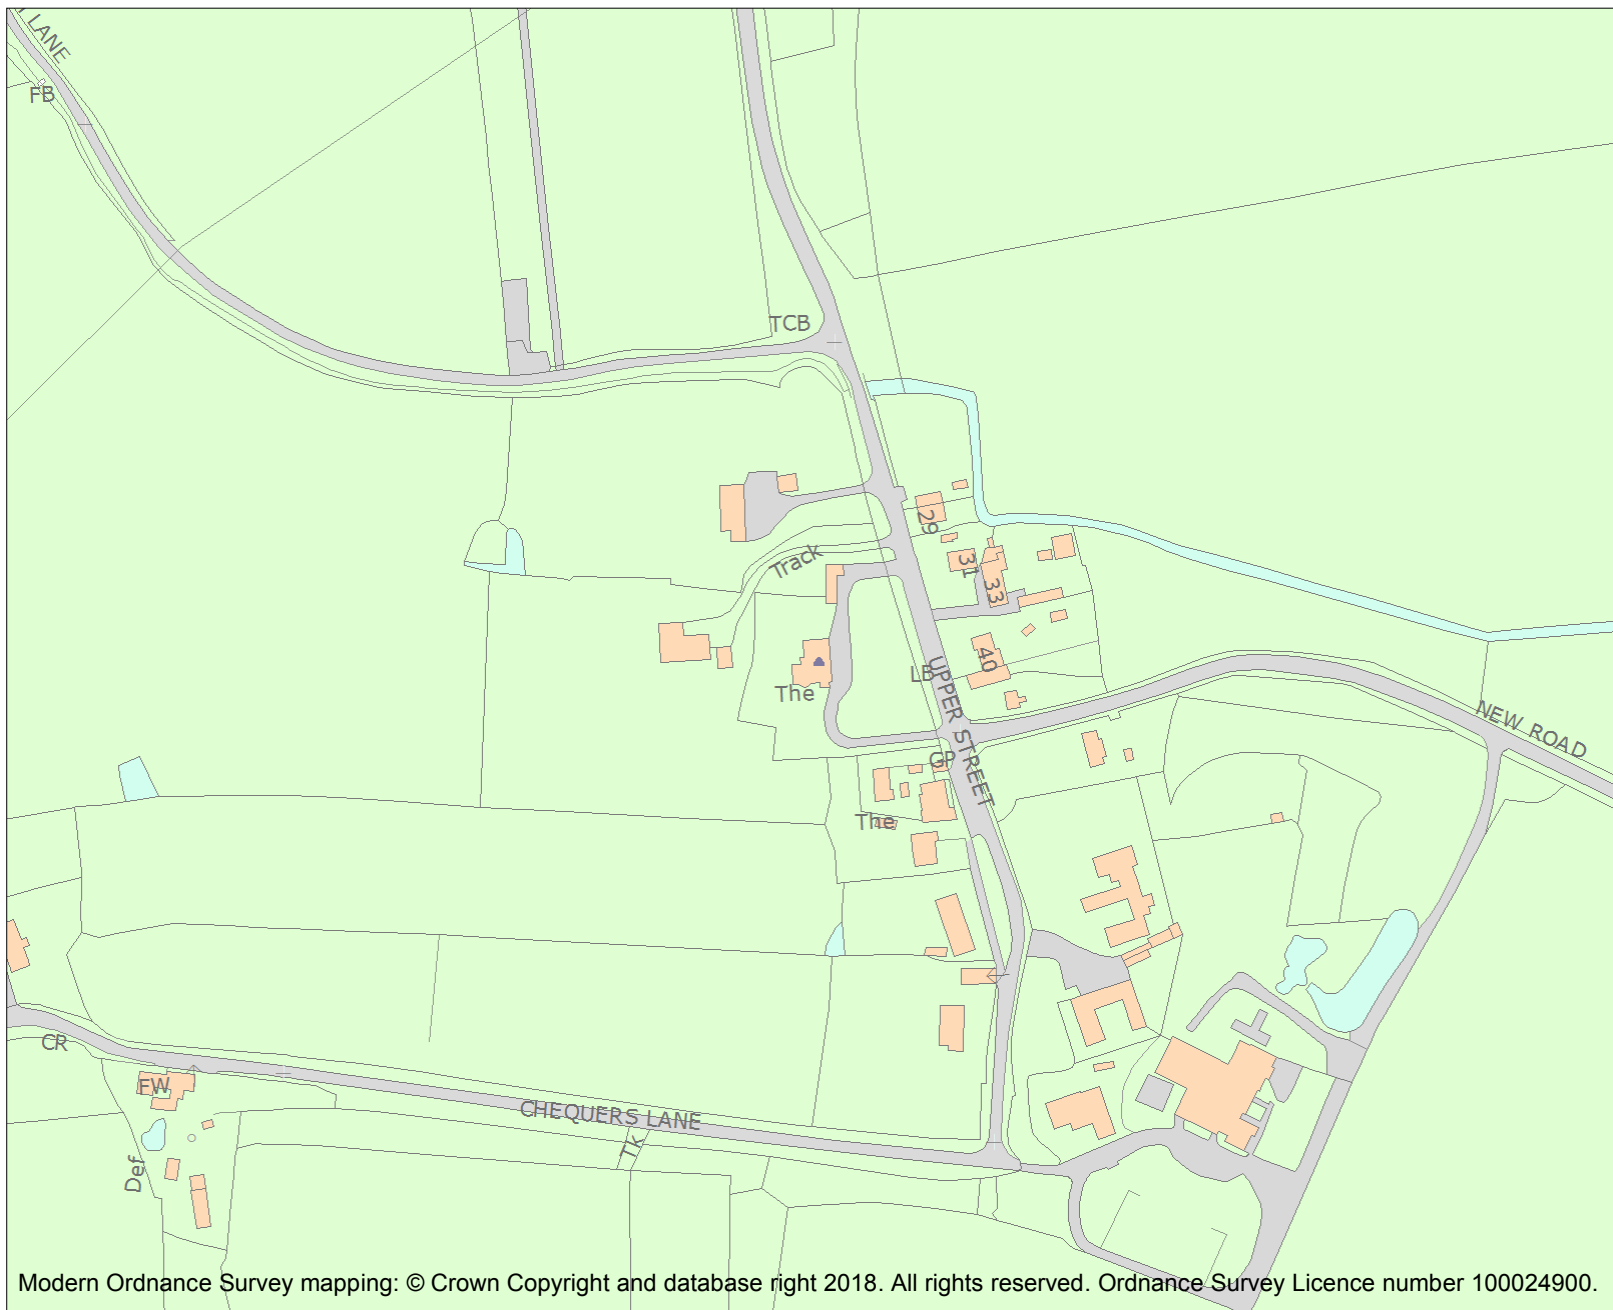 LANE
FB
TCB
29
Track
31
33
40
LB
The
UPPER STREET
NEW ROAD
GP
The
CR
FW
CHEQUERS LANE
Tk
Def
Modern Ordnance Survey mapping: © Crown Copyright and database right 2018. All rights reserved. Ordnance Survey Licence number 100024900.